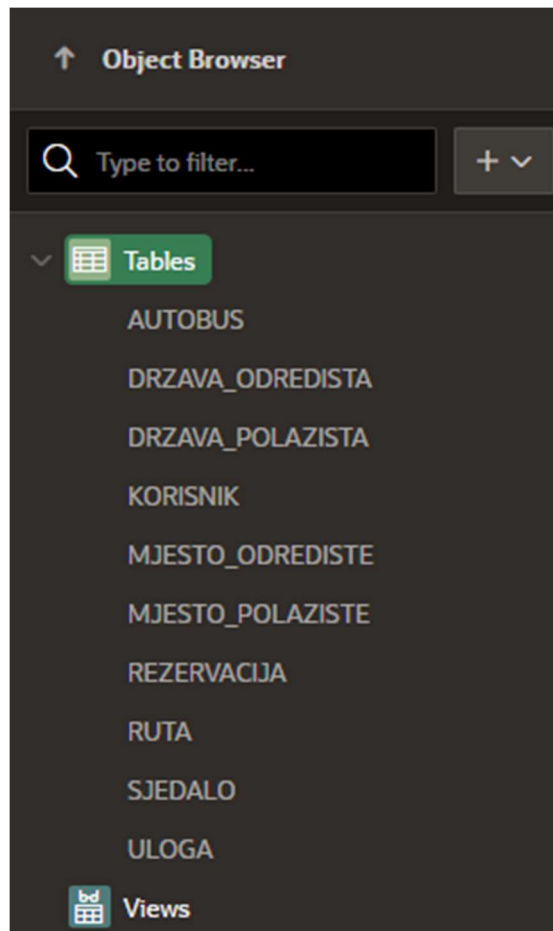 Object Browser
Type to filter...
Tables
AUTOBUS
DRZAVA_ODREDISTA
DRZAVA_POLAZISTA
KORISNIK
MJESTO_ODREDISTE
MJESTO_POLAZISTE
REZERVACIJA
RUTA
SJEDALO
ULOGA
Views